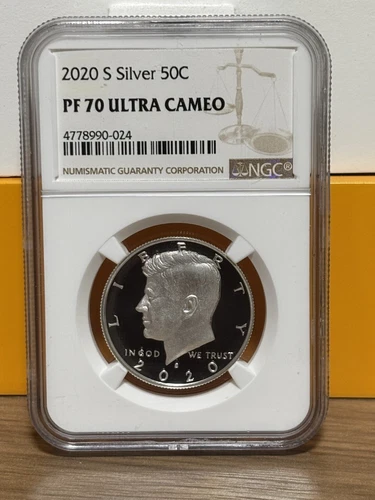 2020 S Silver 50C
PF 70 ULTRA CAMEO
4778990-024
NUMISMATIC GUARANTY CORPORATION
NGC®
LIBERTY
IN GOD WE TRUST
S
2020